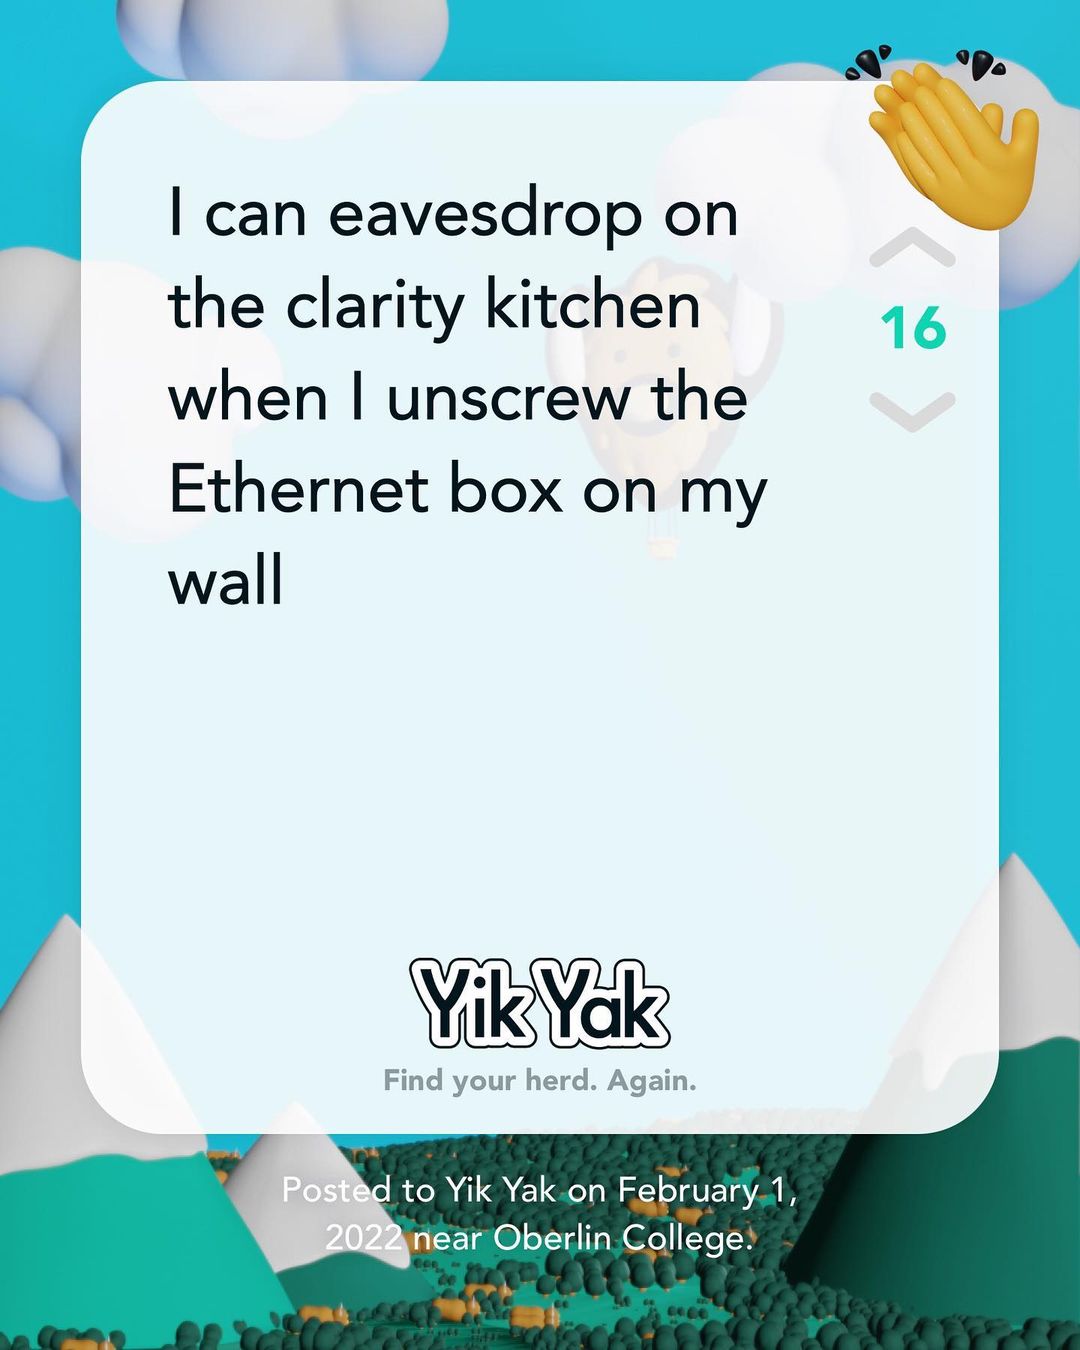 I can eavesdrop on
the clarity kitchen
when I unscrew the
Ethernet box on my
wall
16
Yik Yak
Find your herd. Again.
Posted to Yik Yak on February 1,
2022 near Oberlin College.